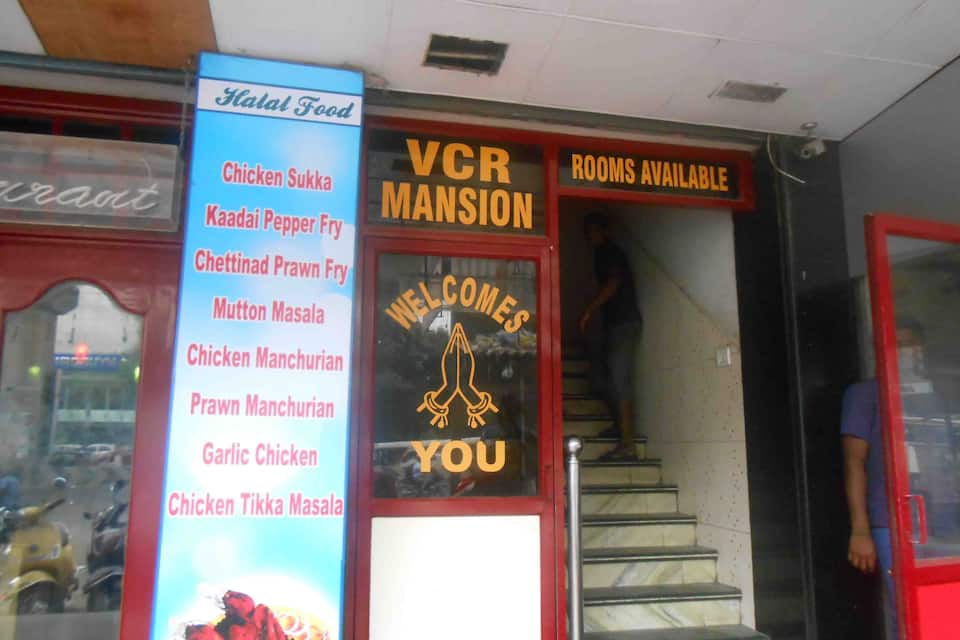 Halal Food
Chicken Sukka
Kaadai Pepper Fry
Chettinad Prawn Fry
Mutton Masala
Chicken Manchurian
Prawn Manchurian
Garlic Chicken
Chicken Tikka Masala
VCR
MANSION
ROOMS AVAILABLE
WELCOMES
YOU